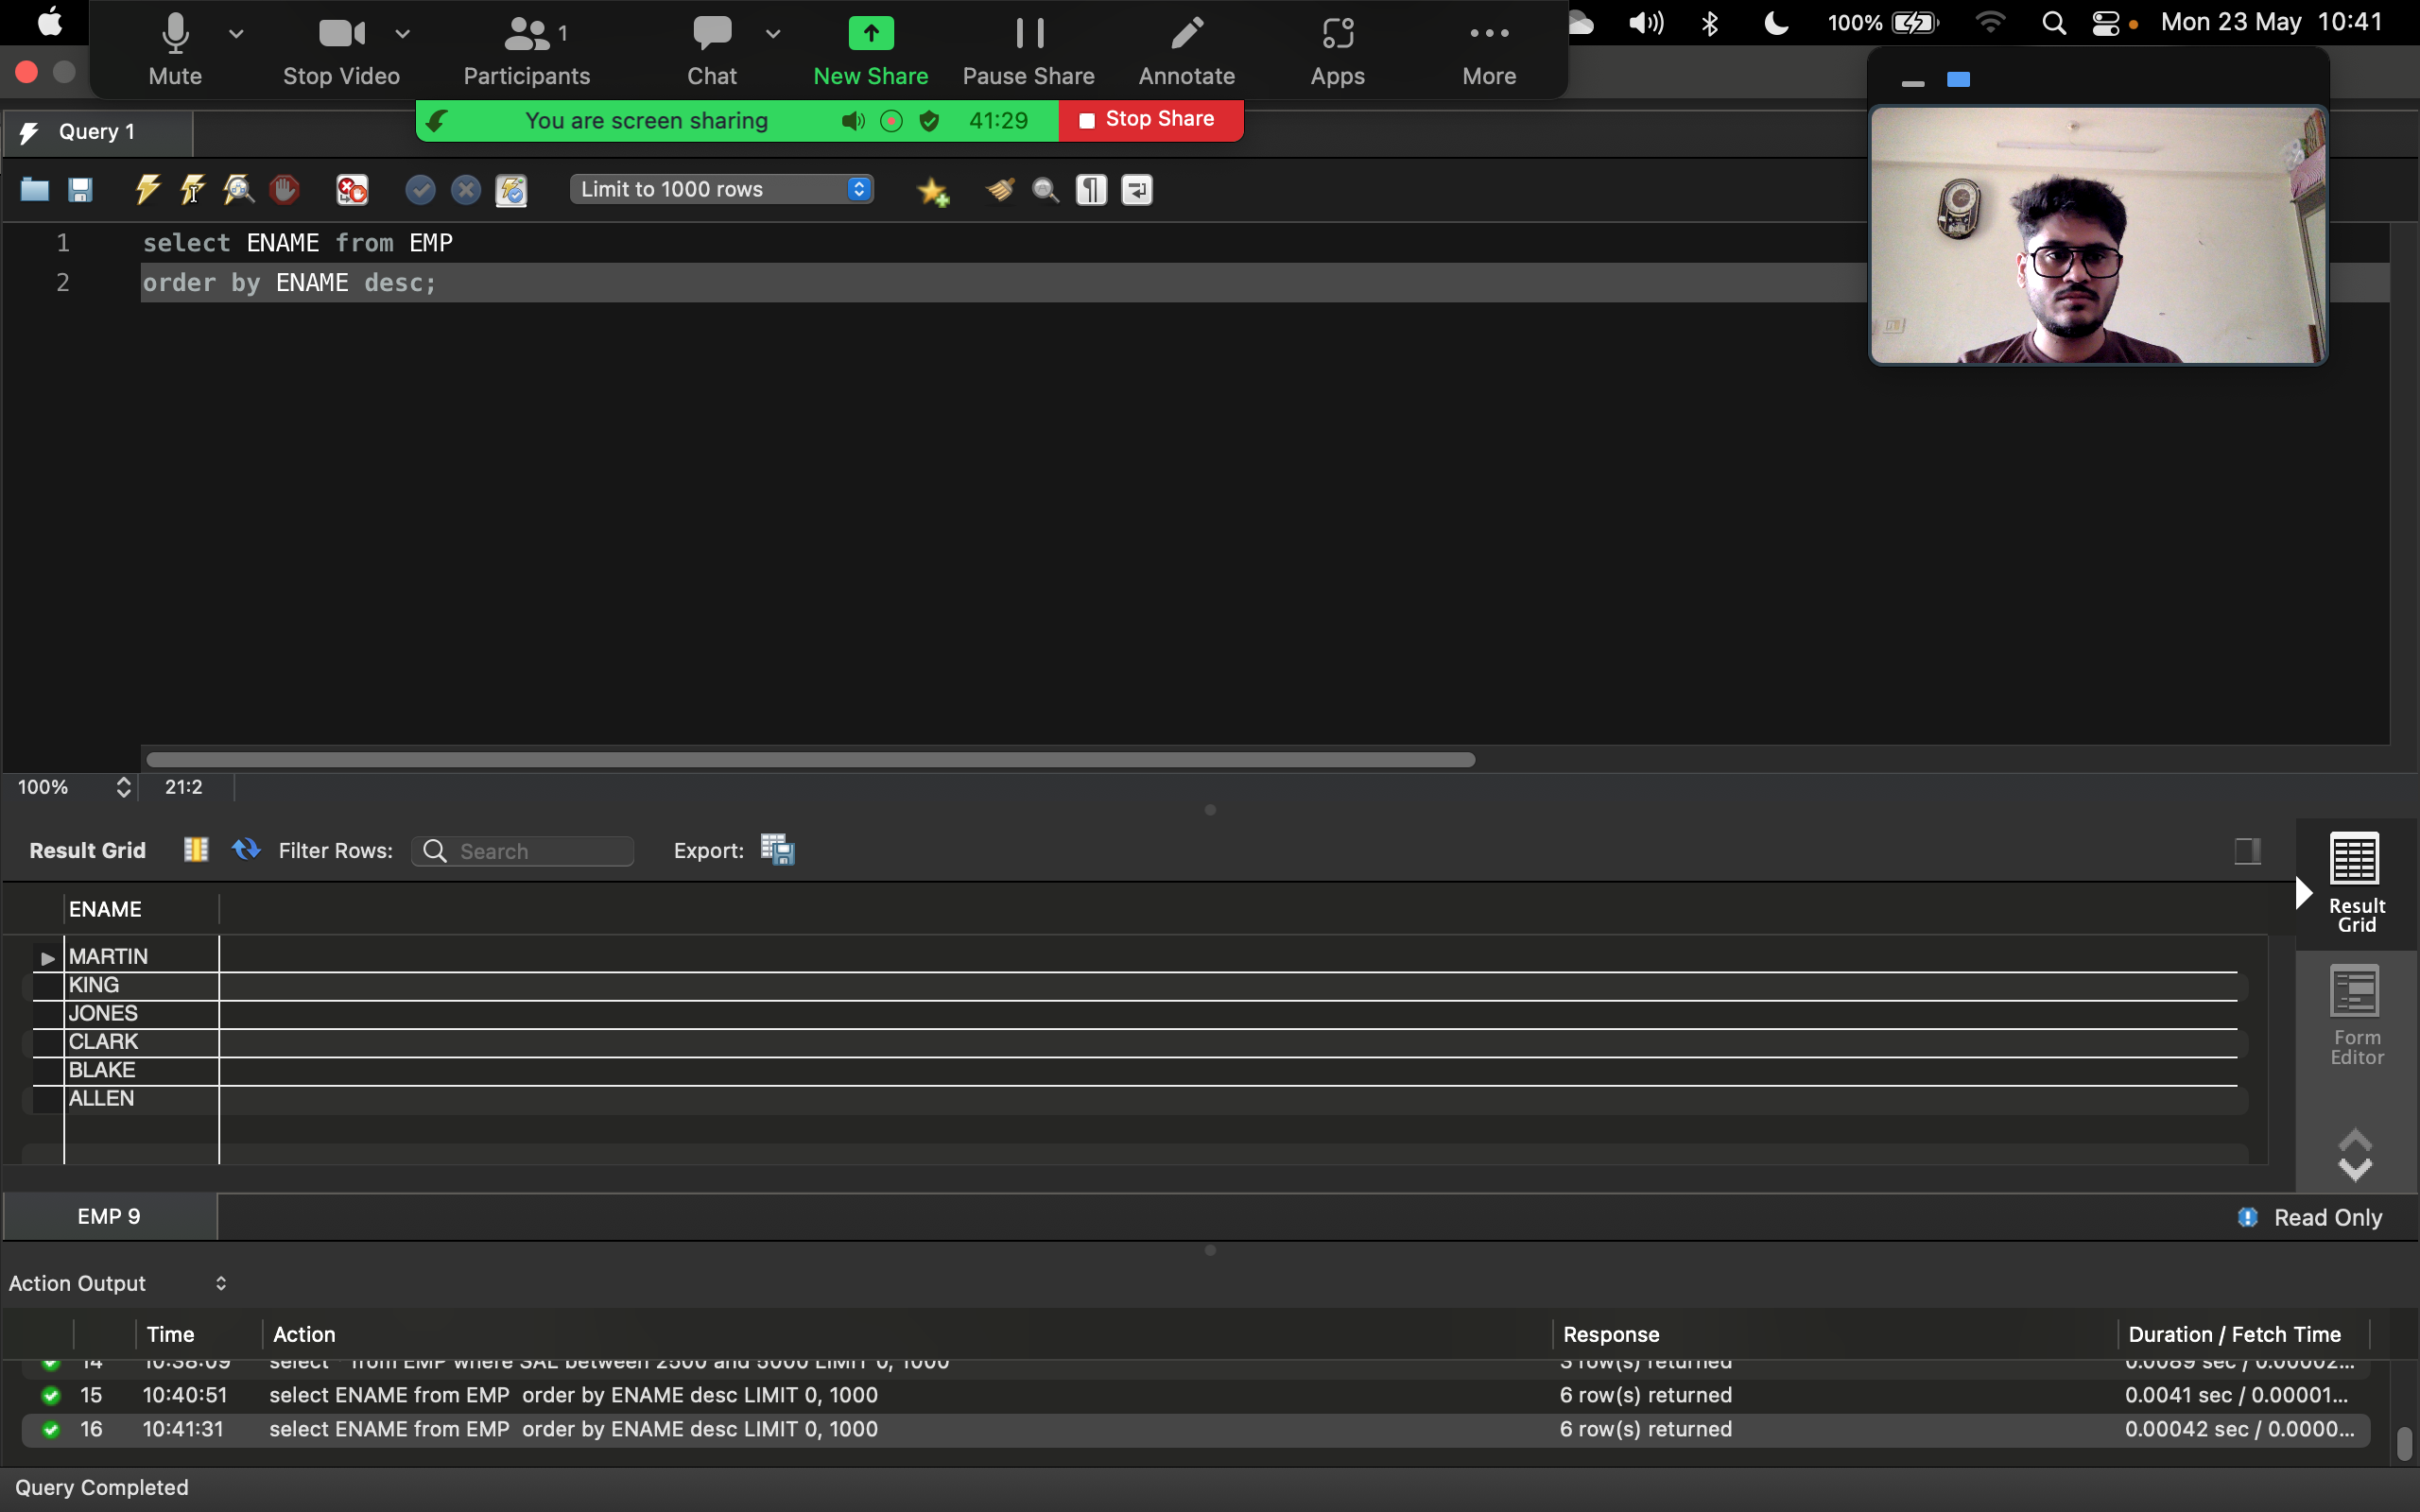 Mute
Stop Video
1
Participants
Chat
New Share
Pause Share
Annotate
Apps
More
100%
Mon 23 May 10:41
You are screen sharing
41:29
Stop Share
Query 1
Limit to 1000 rows
1 select ENAME from EMP
2 order by ENAME desc;
100%
21:2
Result Grid
Filter Rows:
Search
Export:
ENAME
MARTIN
KING
JONES
CLARK
BLAKE
ALLEN
Result
Grid
Form
Editor
EMP 9
Read Only
Action Output
Time Action Response Duration / Fetch Time
14 10:38:09 select * from EMP where SAL between 2500 and 5000 LIMIT 0, 1000 3 row(s) returned 0.0089 sec / 0.00002...
15 10:40:51 select ENAME from EMP order by ENAME desc LIMIT 0, 1000 6 row(s) returned 0.0041 sec / 0.00001...
16 10:41:31 select ENAME from EMP order by ENAME desc LIMIT 0, 1000 6 row(s) returned 0.00042 sec / 0.0000...
Query Completed